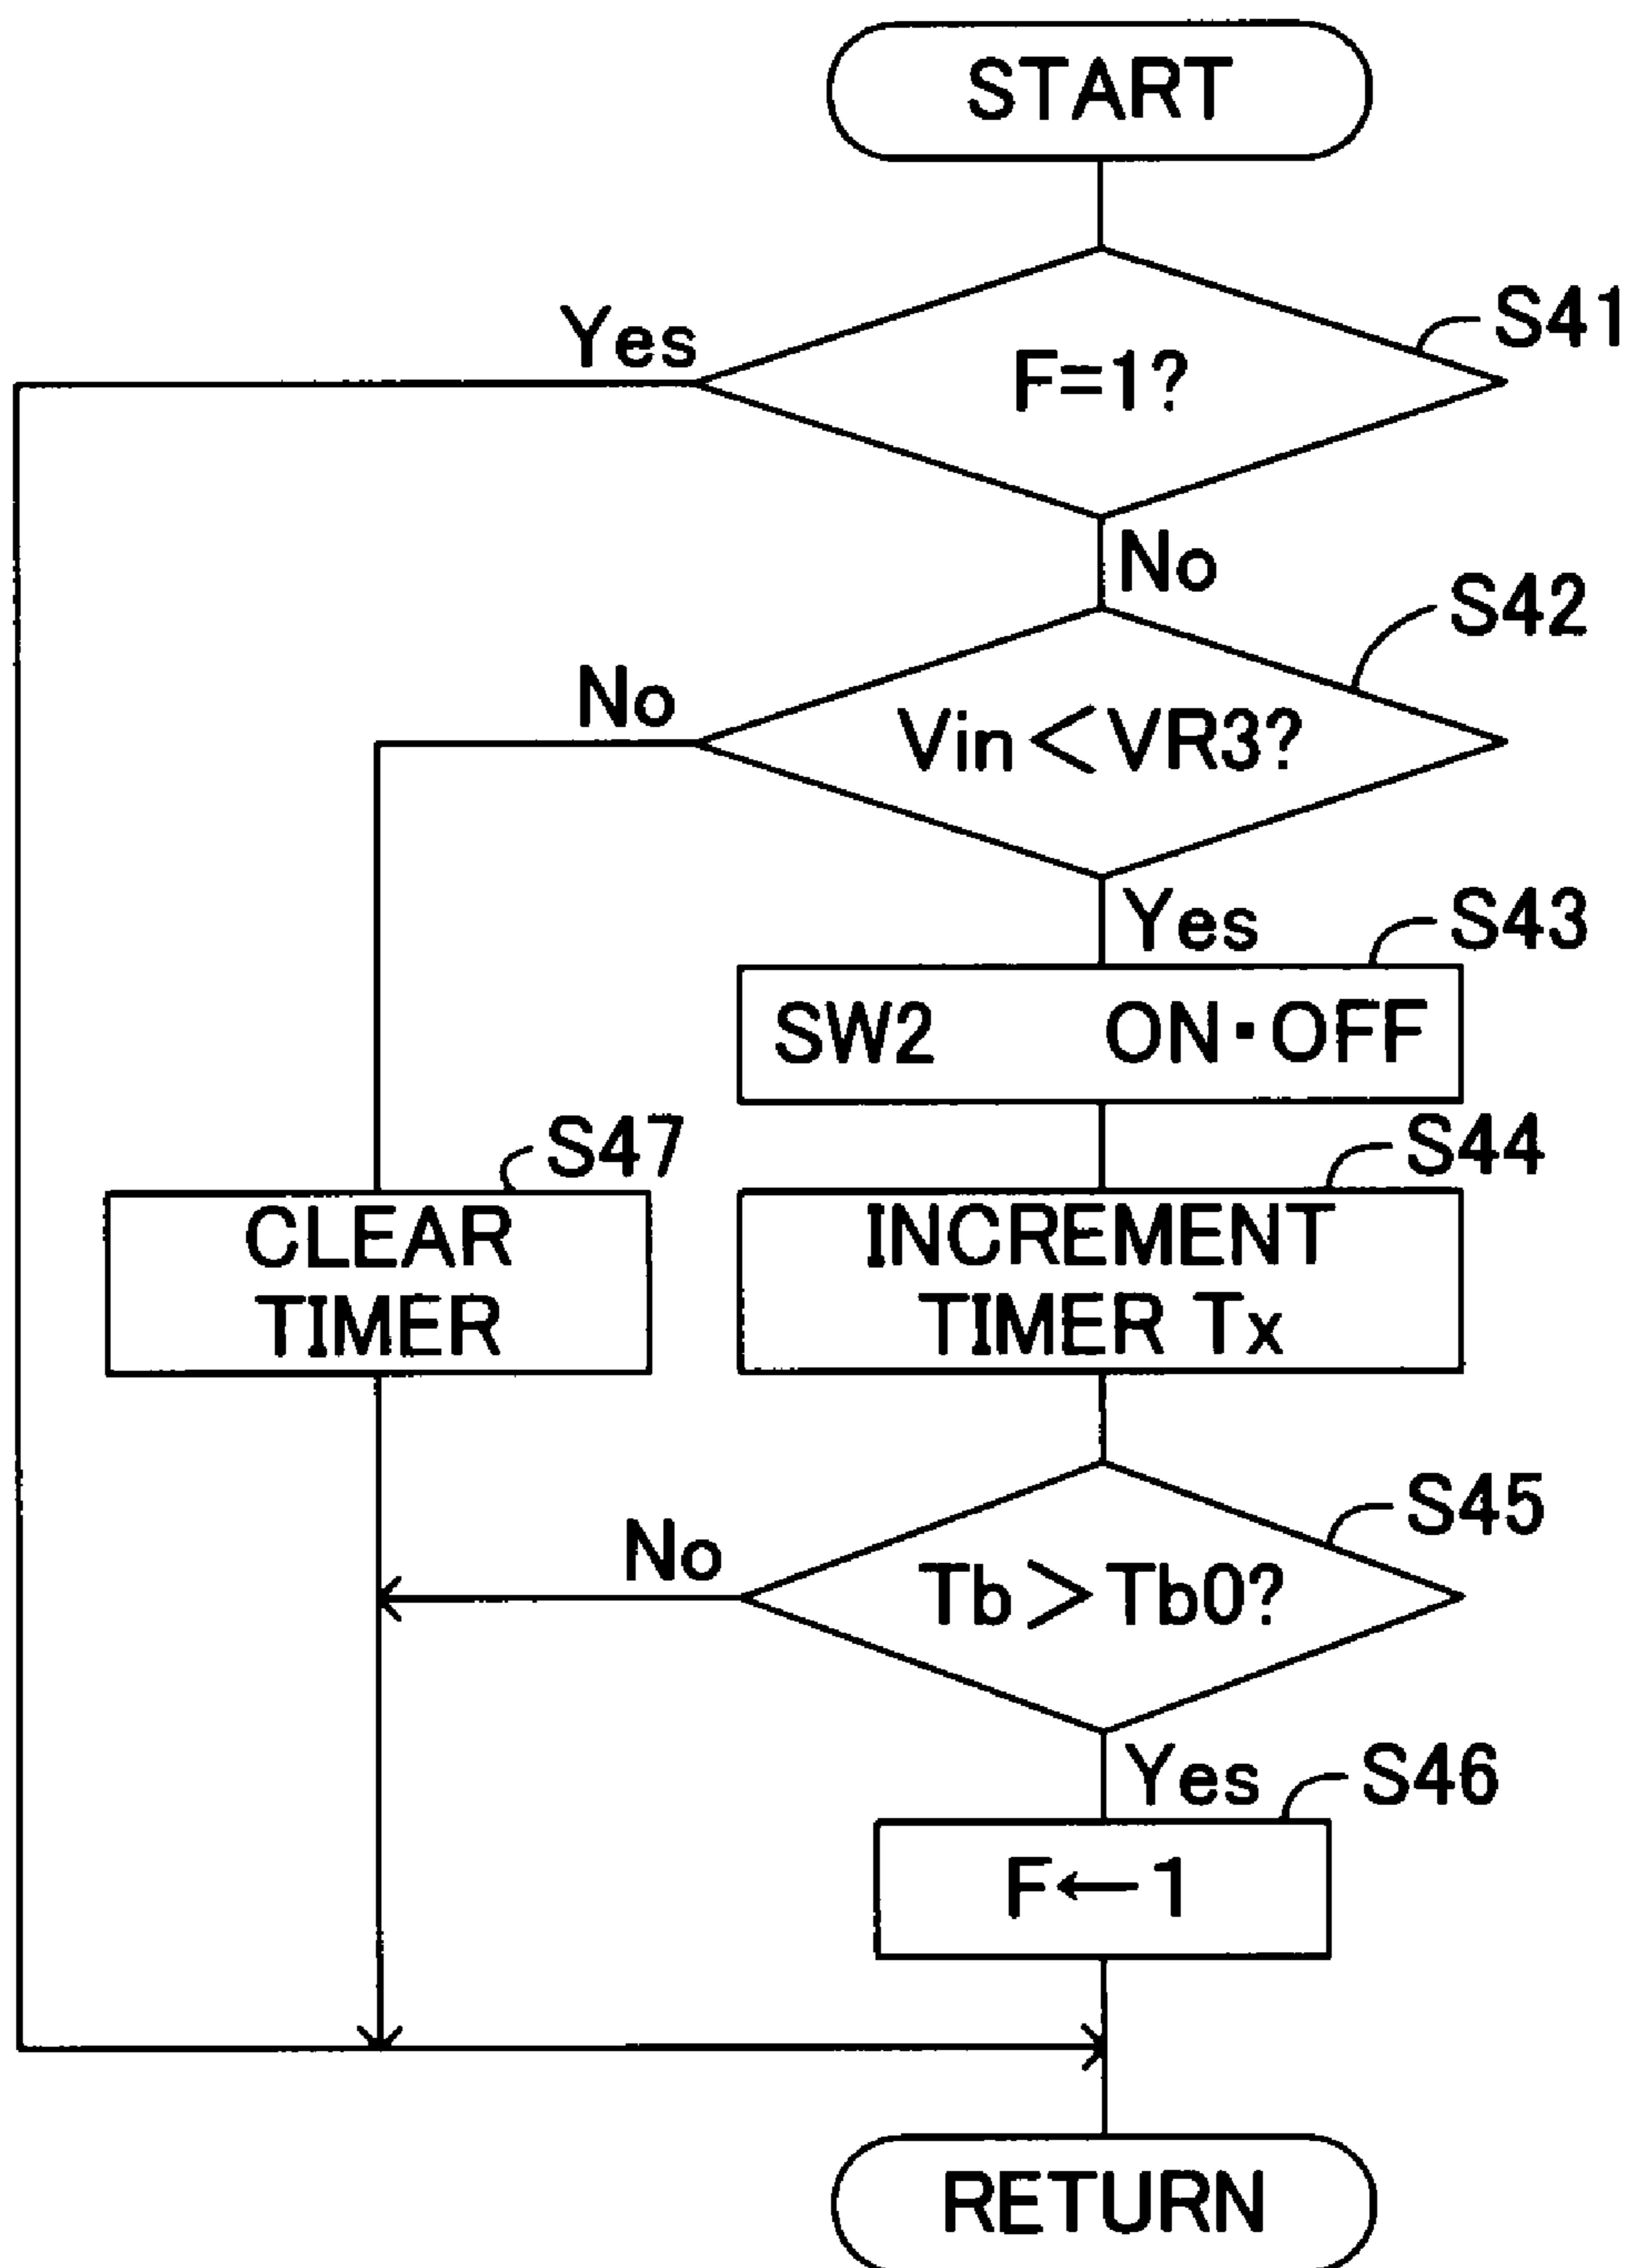 START
Yes
S41
F=1?
No
S42
No
Vin<VR3?
Yes
S43
SW2 ON・OFF
S47
S44
CLEAR
TIMER
INCREMENT
TIMER Tx
S45
No
Tb>Tb0?
Yes
S46
F←1
RETURN